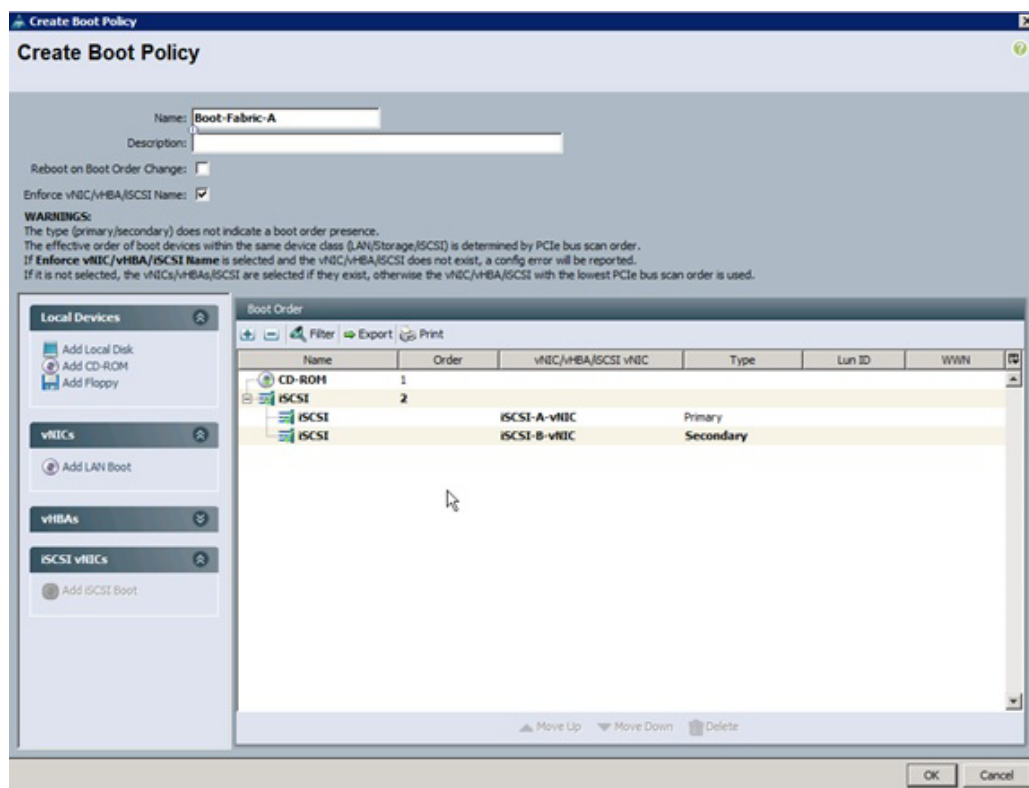 Create Boot Policy
Create Boot Policy
Name: Boot-Fabric-A
Description:
Reboot on Boot Order Change:
Enforce vNIC/vHBA/iSCSI Name:
WARNINGS:
The type (primary/secondary) does not indicate a boot order presence.
The effective order of boot devices within the same device class (LAN/Storage/iSCSI) is determined by PCIe bus scan order.
If Enforce vNIC/vHBA/iSCSI Name is selected and the vNIC/vHBA/iSCSI does not exist, a config error will be reported.
If it is not selected, the vNICs/vHBAs/iSCSI are selected if they exist, otherwise the vNIC/vHBA/iSCSI with the lowest PCIe bus scan order is used.
Local Devices
Add Local Disk
Add CD-ROM
Add Floppy
vNICs
Add LAN Boot
vHBAs
iSCSI vNICs
Add iSCSI Boot
Boot Order
Filter Export Print
Name Order vNIC/vHBA/iSCSI vNIC Type Lun ID WWN
CD-ROM 1
iSCSI 2
iSCSI iSCSI-A-vNIC Primary
iSCSI iSCSI-B-vNIC Secondary
Move Up Move Down Delete
OK Cancel